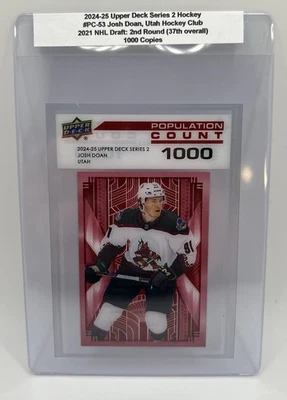 2024-25 Upper Deck Series 2 Hockey
#PC-53 Josh Doan, Utah Hockey Club
2021 NHL Draft: 2nd Round (37th overall)
1000 Copies
UPPER DECK
POPULATION
COUNT
2024-25 UPPER DECK SERIES 2
JOSH DOAN
UTAH
1000
91